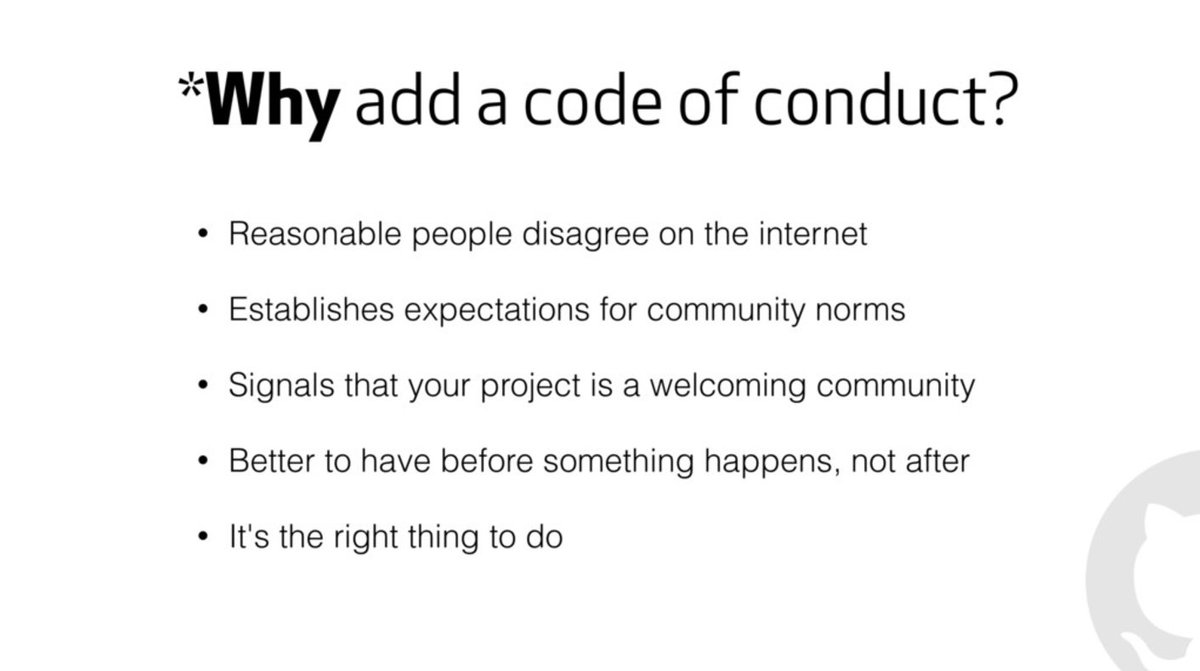 *Why add a code of conduct?
• Reasonable people disagree on the internet
• Establishes expectations for community norms
• Signals that your project is a welcoming community
• Better to have before something happens, not after
• It's the right thing to do